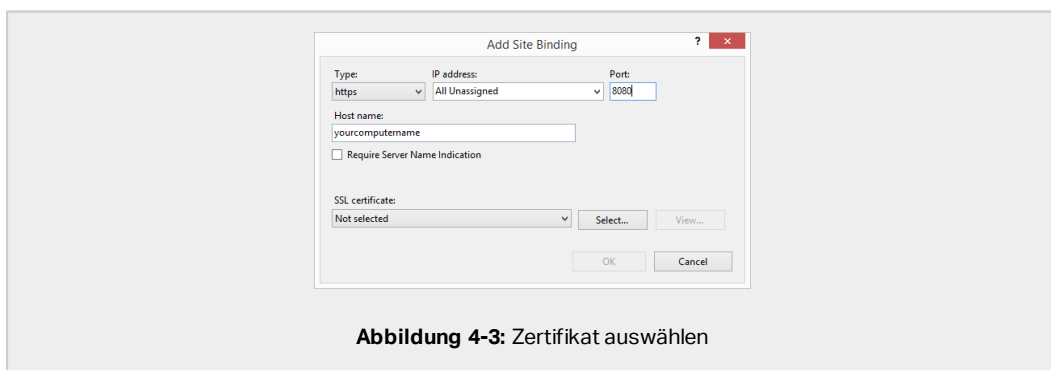 Add Site Binding ? ×
Type: IP address: Port:
https All Unassigned 8080
Host name:
yourcomputername
Require Server Name Indication
SSL certificate:
Not selected Select... View...
OK Cancel
Abbildung 4-3: Zertifikat auswählen